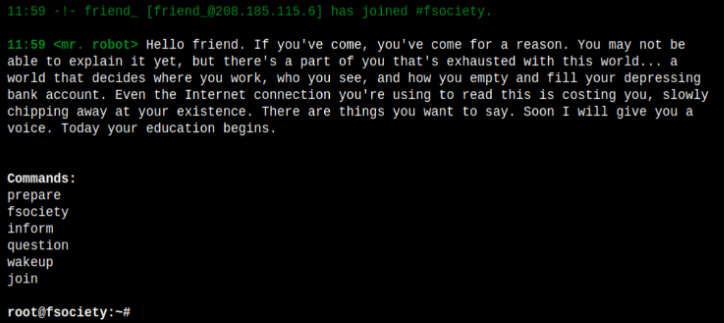 11:59 -!- friend_ [friend_@208.185.115.6] has joined #fsociety.
11:59 <mr. robot> Hello friend. If you've come, you've come for a reason. You may not be
able to explain it yet, but there's a part of you that's exhausted with this world... a
world that decides where you work, who you see, and how you empty and fill your depressing
bank account. Even the Internet connection you're using to read this is costing you, slowly
chipping away at your existence. There are things you want to say. Soon I will give you a
voice. Today your education begins.
Commands:
prepare
fsociety
inform
question
wakeup
join
root@fsociety:~#